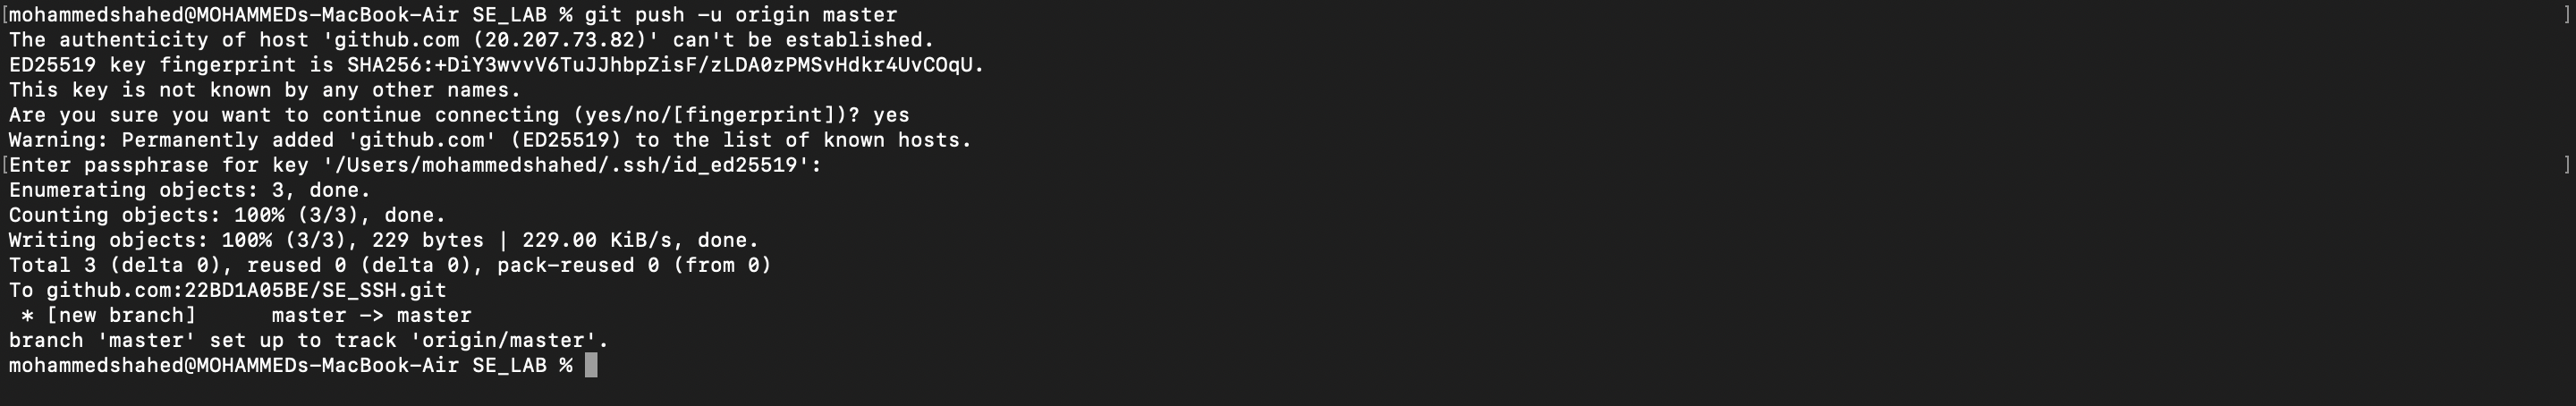 [mohammedshahed@MOHAMMEDs-MacBook-Air SE_LAB % git push -u origin master ]
The authenticity of host 'github.com (20.207.73.82)' can't be established.
ED25519 key fingerprint is SHA256:+DiY3wvvV6TuJJhbpZisF/zLDA0zPMSvHdkr4UvCOqU.
This key is not known by any other names.
Are you sure you want to continue connecting (yes/no/[fingerprint])? yes
Warning: Permanently added 'github.com' (ED25519) to the list of known hosts.
[Enter passphrase for key '/Users/mohammedshahed/.ssh/id_ed25519': ]
Enumerating objects: 3, done.
Counting objects: 100% (3/3), done.
Writing objects: 100% (3/3), 229 bytes | 229.00 KiB/s, done.
Total 3 (delta 0), reused 0 (delta 0), pack-reused 0 (from 0)
To github.com:22BD1A05BE/SE_SSH.git
 * [new branch]      master -> master
branch 'master' set up to track 'origin/master'.
mohammedshahed@MOHAMMEDs-MacBook-Air SE_LAB %